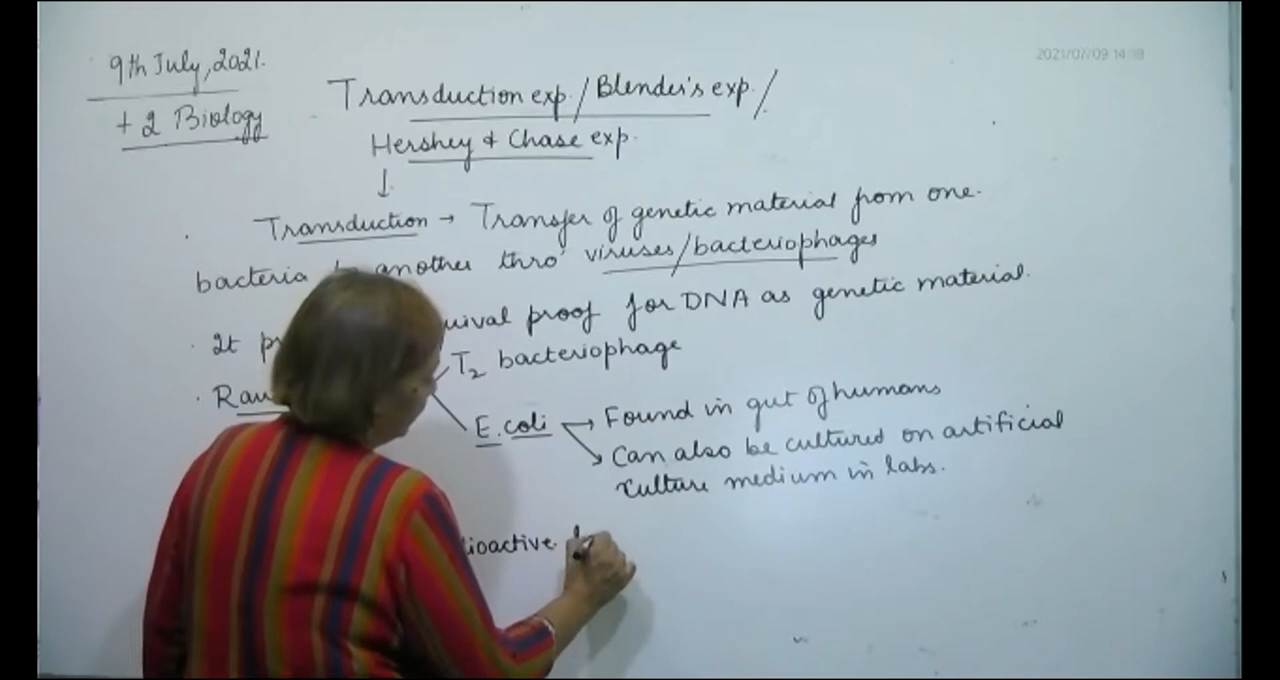 2021/07/09 14:18
9th July, 2021.
+2 Biology
Transduction exp./Blender's exp./
Hershey & Chase exp.
↓
Transduction → Transfer of genetic material from one
bacteria another thro' viruses/bacteriophages
It proof for DNA as genetic material.
T2 bacteriophage
E.coli → Found in gut of humans
→ Can also be cultured on artificial
culture medium in labs.